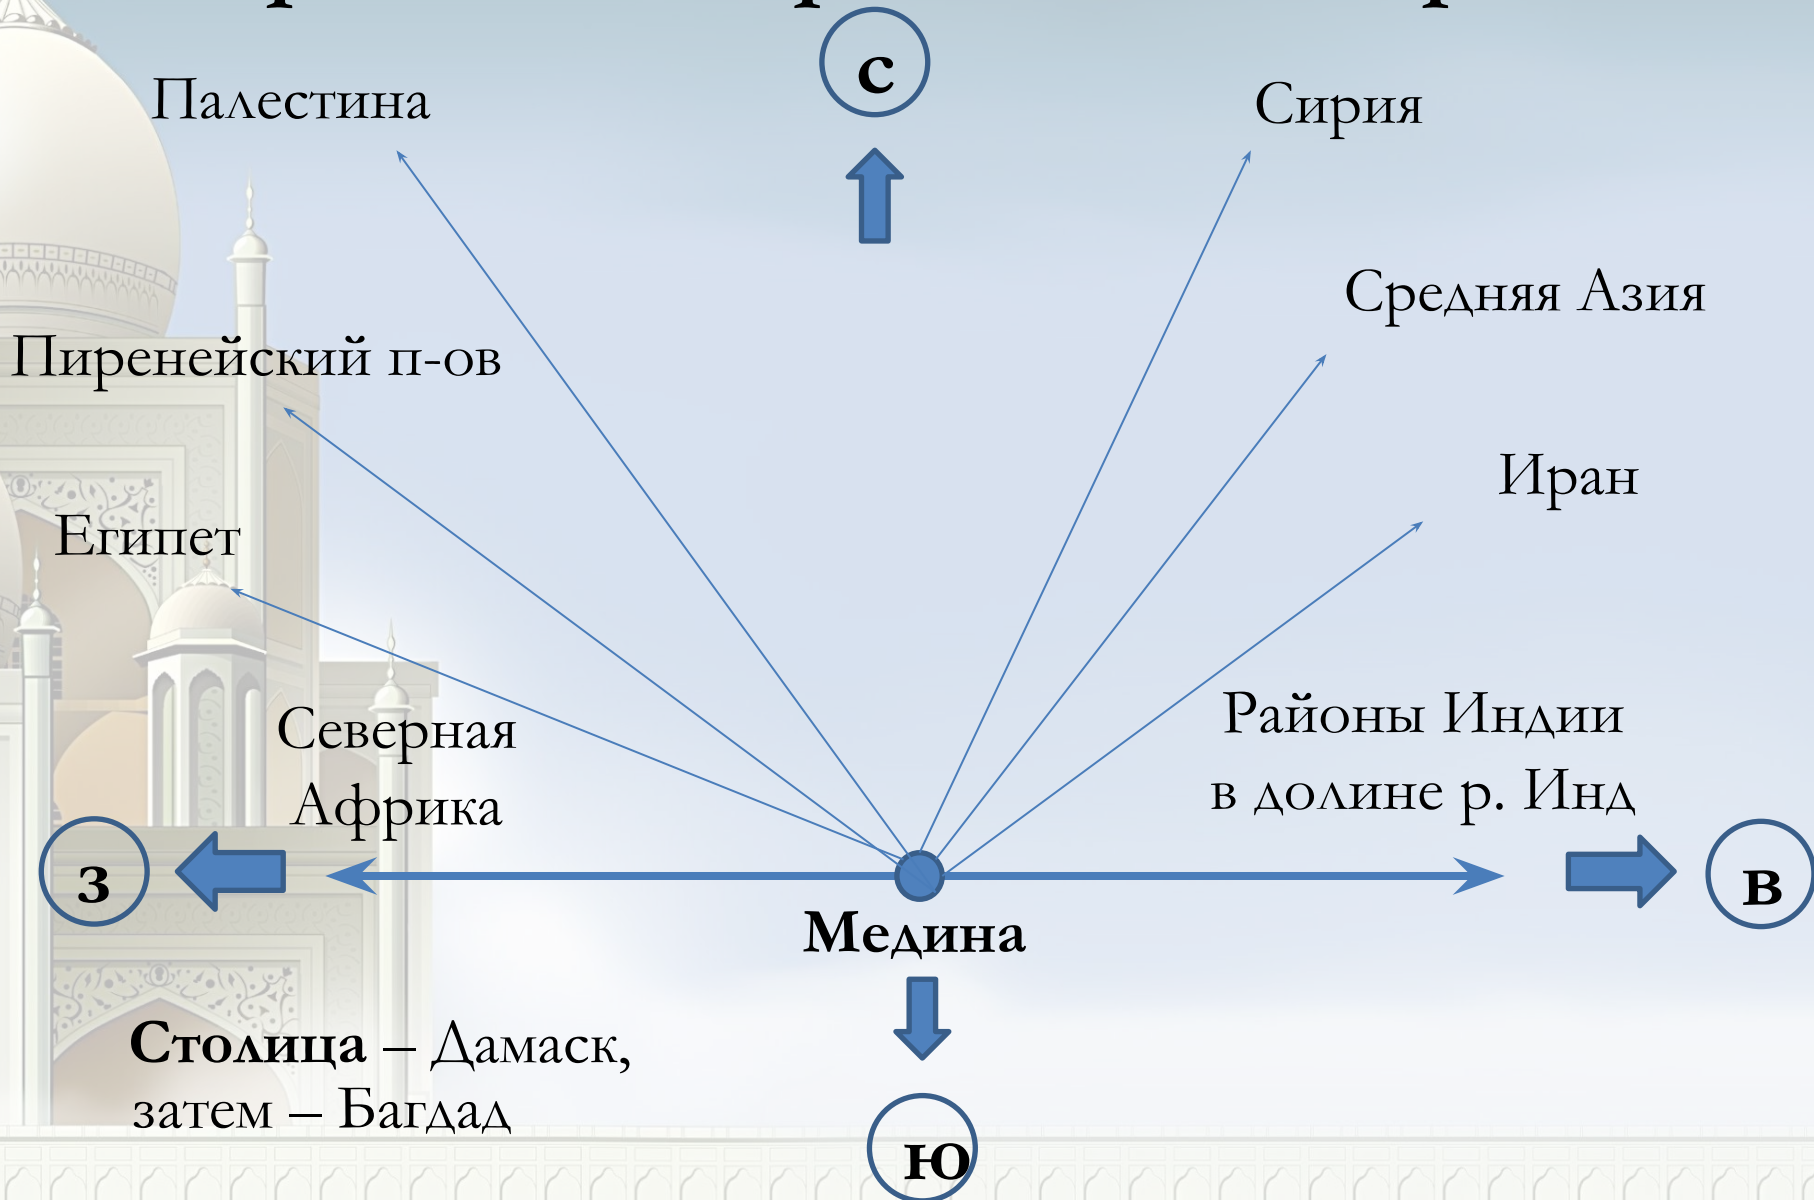 с
Палестина
Сирия
Средняя Азия
Пиренейский п-ов
Иран
Египет
Северная
Африка
Районы Индии
в долине р. Инд
з
в
Медина
Столица – Дамаск,
затем – Багдад
ю